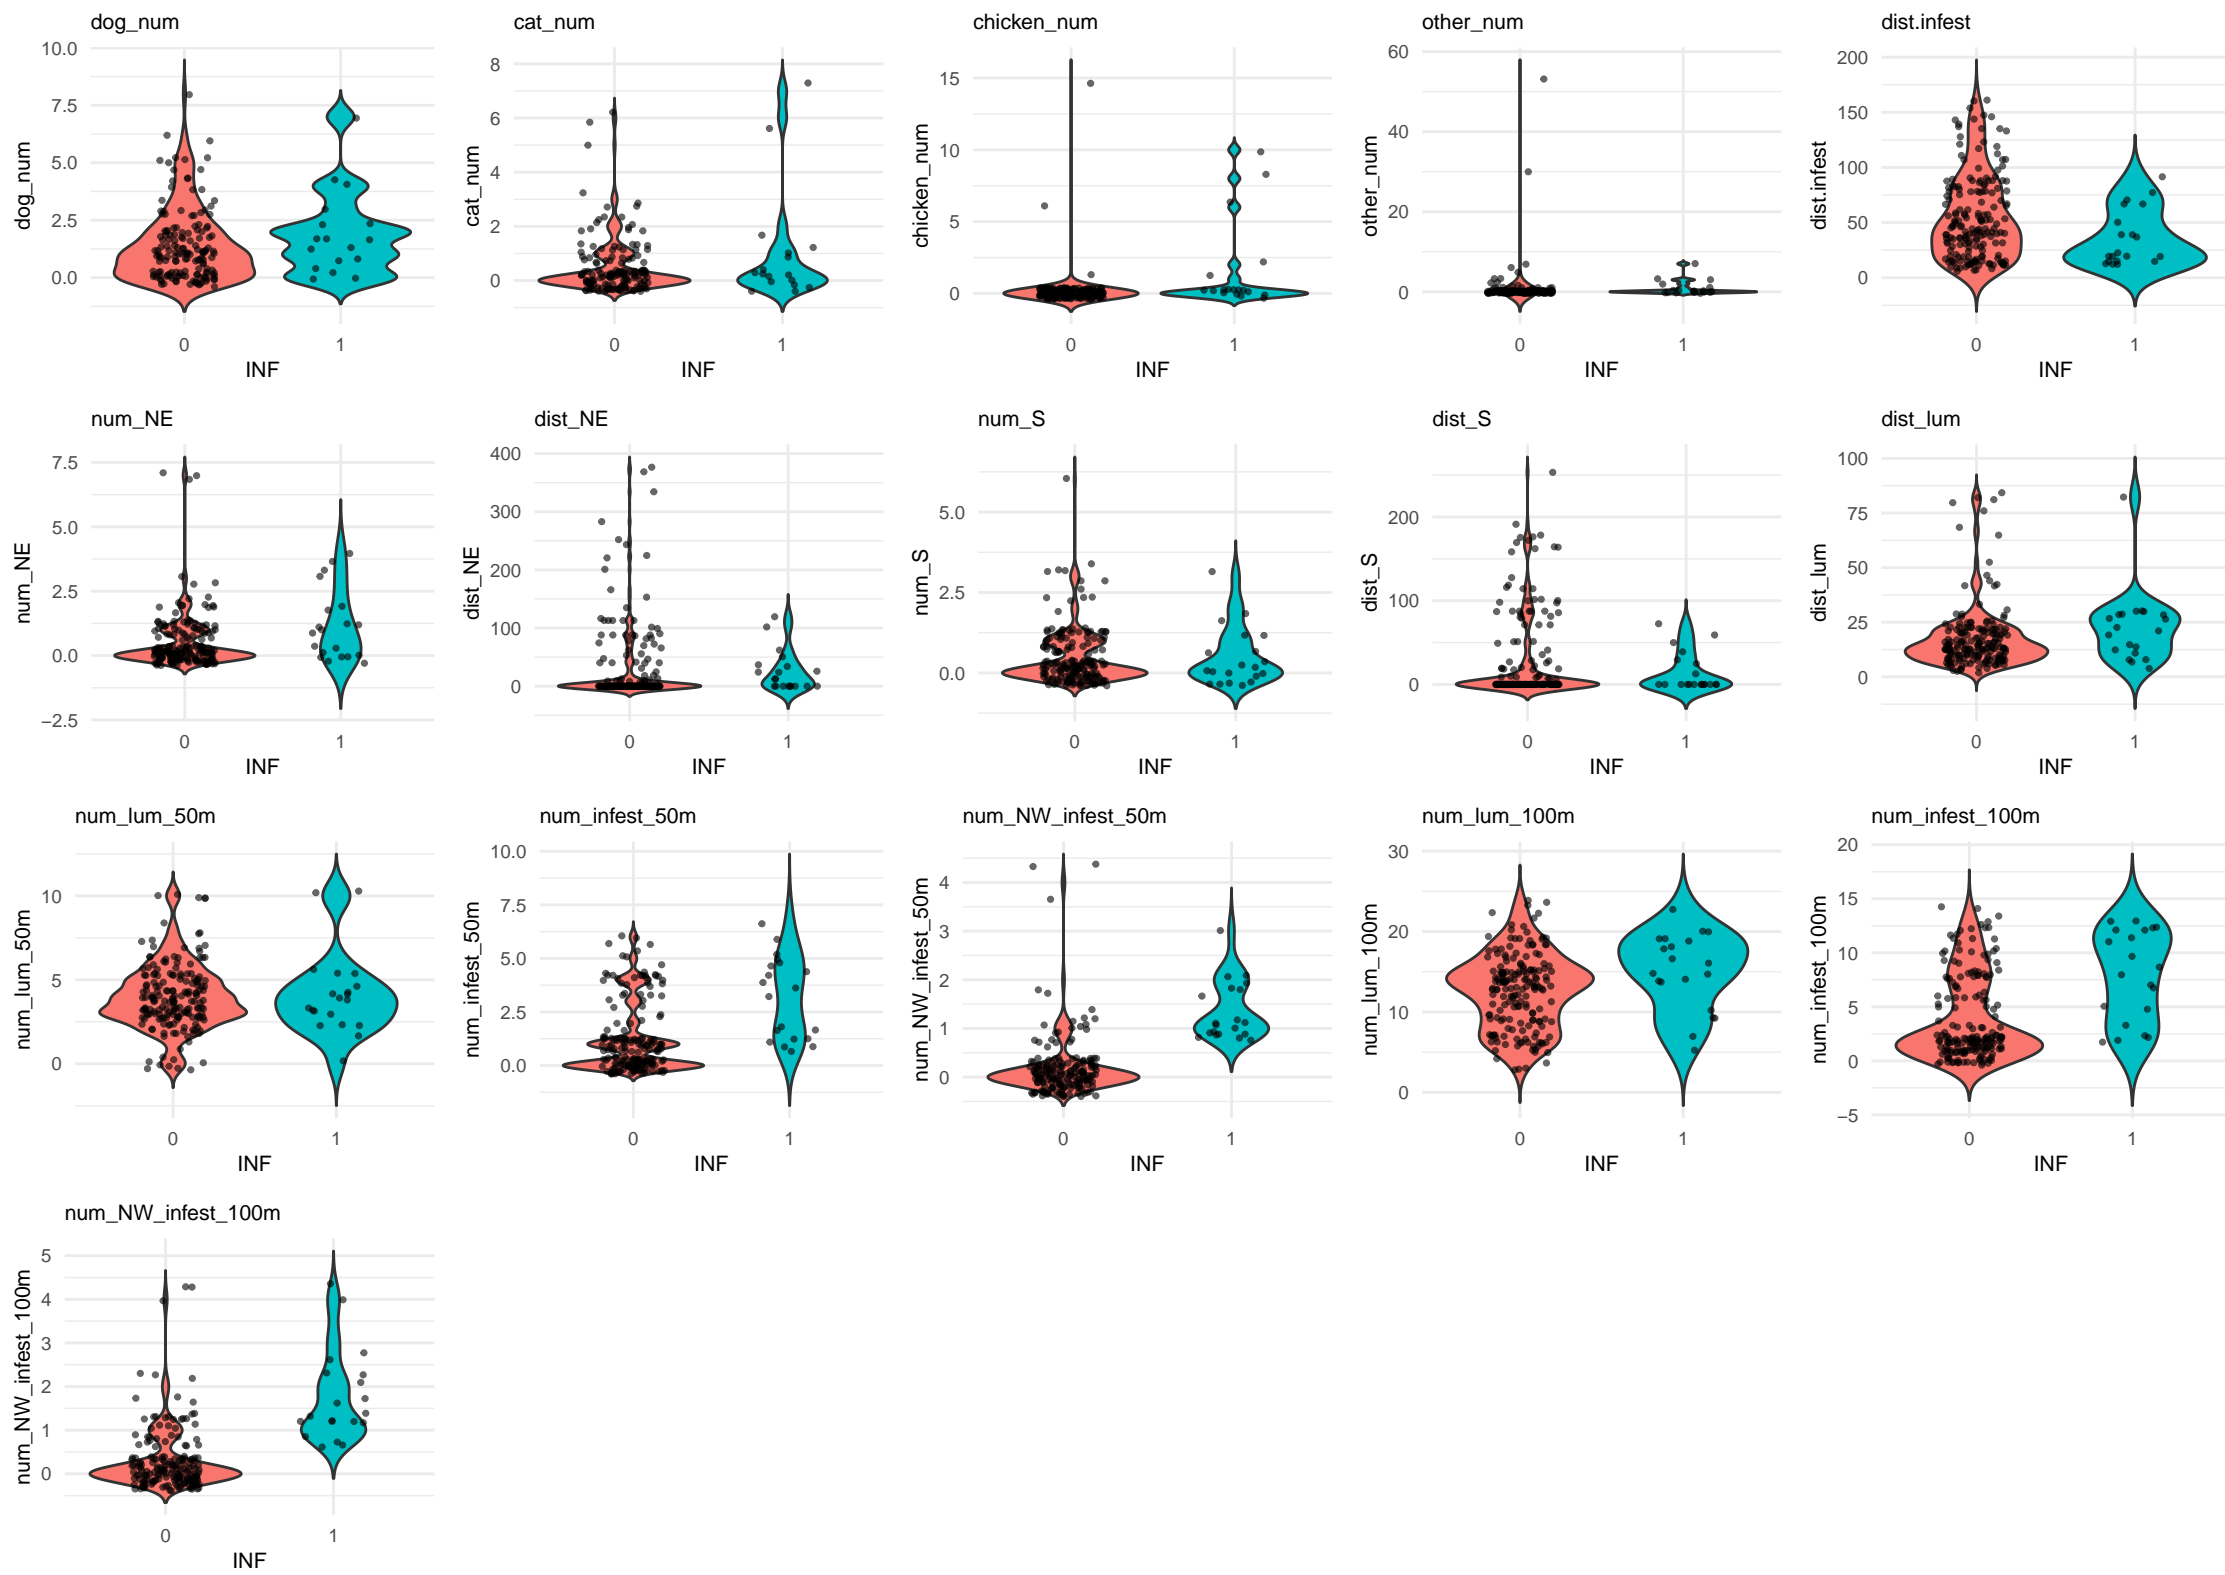 dog_num
10.0
7.5
5.0
2.5
0.0
dog_num
0 1
INF
cat_num
8
6
4
2
0
cat_num
0 1
INF
chicken_num
15
10
5
0
chicken_num
0 1
INF
other_num
60
40
20
0
other_num
0 1
INF
dist.infest
200
150
100
50
0
dist.infest
0 1
INF
num_NE
7.5
5.0
2.5
0.0
−2.5
num_NE
0 1
INF
dist_NE
400
300
200
100
0
dist_NE
0 1
INF
num_S
5.0
2.5
0.0
num_S
0 1
INF
dist_S
200
100
0
dist_S
0 1
INF
dist_lum
100
75
50
25
0
dist_lum
0 1
INF
num_lum_50m
10
5
0
num_lum_50m
0 1
INF
num_infest_50m
10.0
7.5
5.0
2.5
0.0
num_infest_50m
0 1
INF
num_NW_infest_50m
4
3
2
1
0
num_NW_infest_50m
0 1
INF
num_lum_100m
30
20
10
0
num_lum_100m
0 1
INF
num_infest_100m
20
15
10
5
0
−5
num_infest_100m
0 1
INF
num_NW_infest_100m
5
4
3
2
1
0
num_NW_infest_100m
0 1
INF